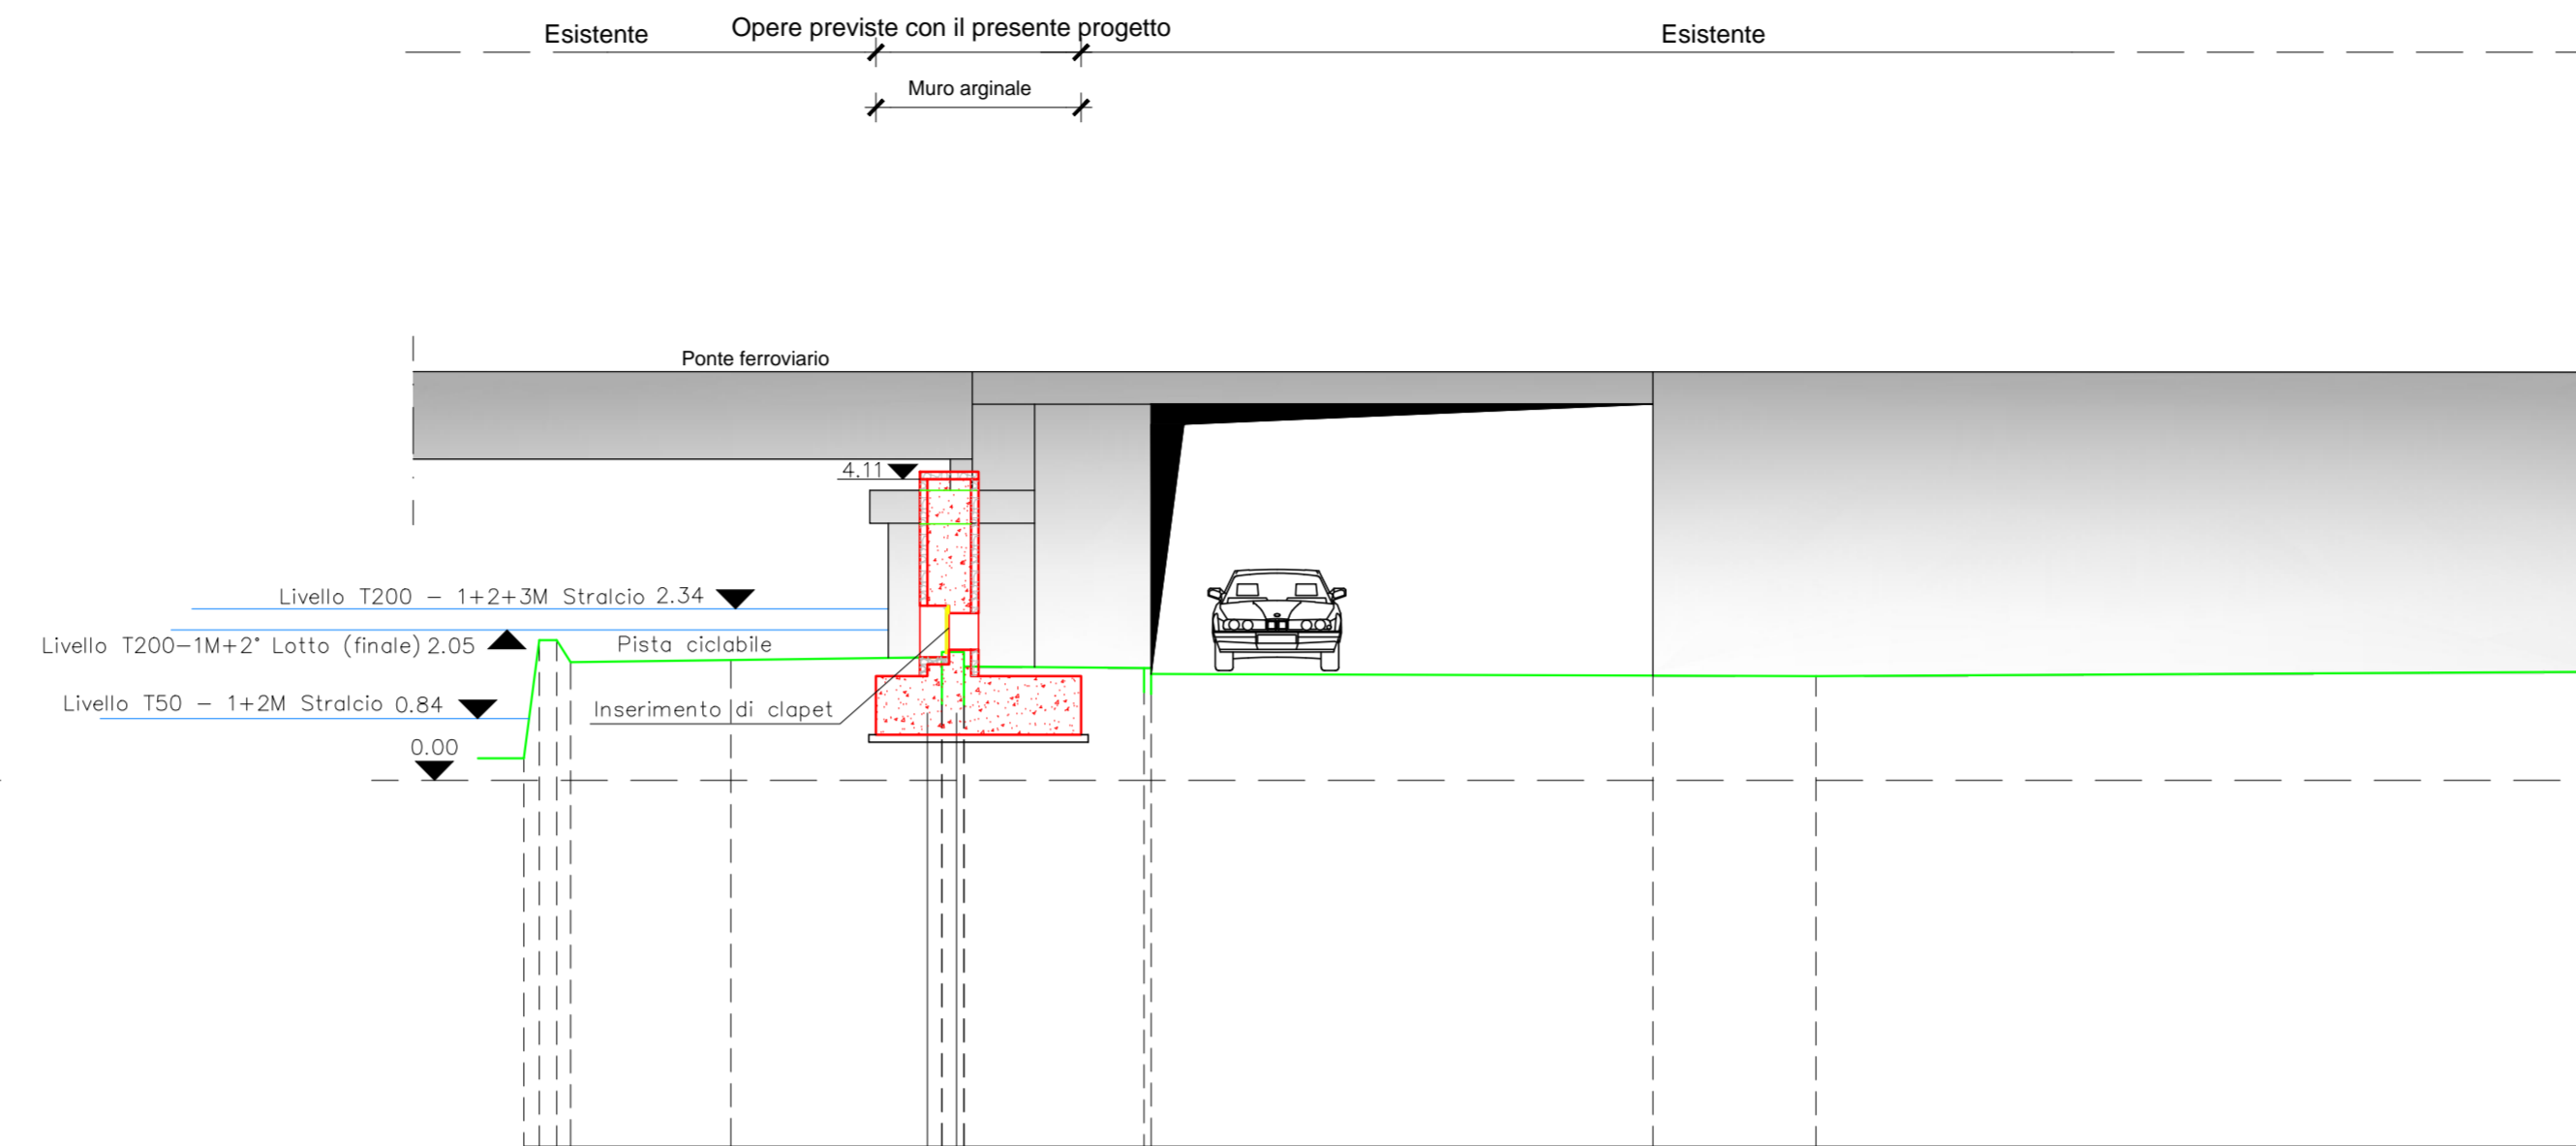 Esistente
Opere previste con il presente progetto
Esistente
Muro arginale
Ponte ferroviario
4.11
Livello T200 - 1+2+3M Stralcio 2.34
Livello T200-1M+2° Lotto (finale) 2.05
Pista ciclabile
Livello T50 - 1+2M Stralcio 0.84
Inserimento di clapet
0.00